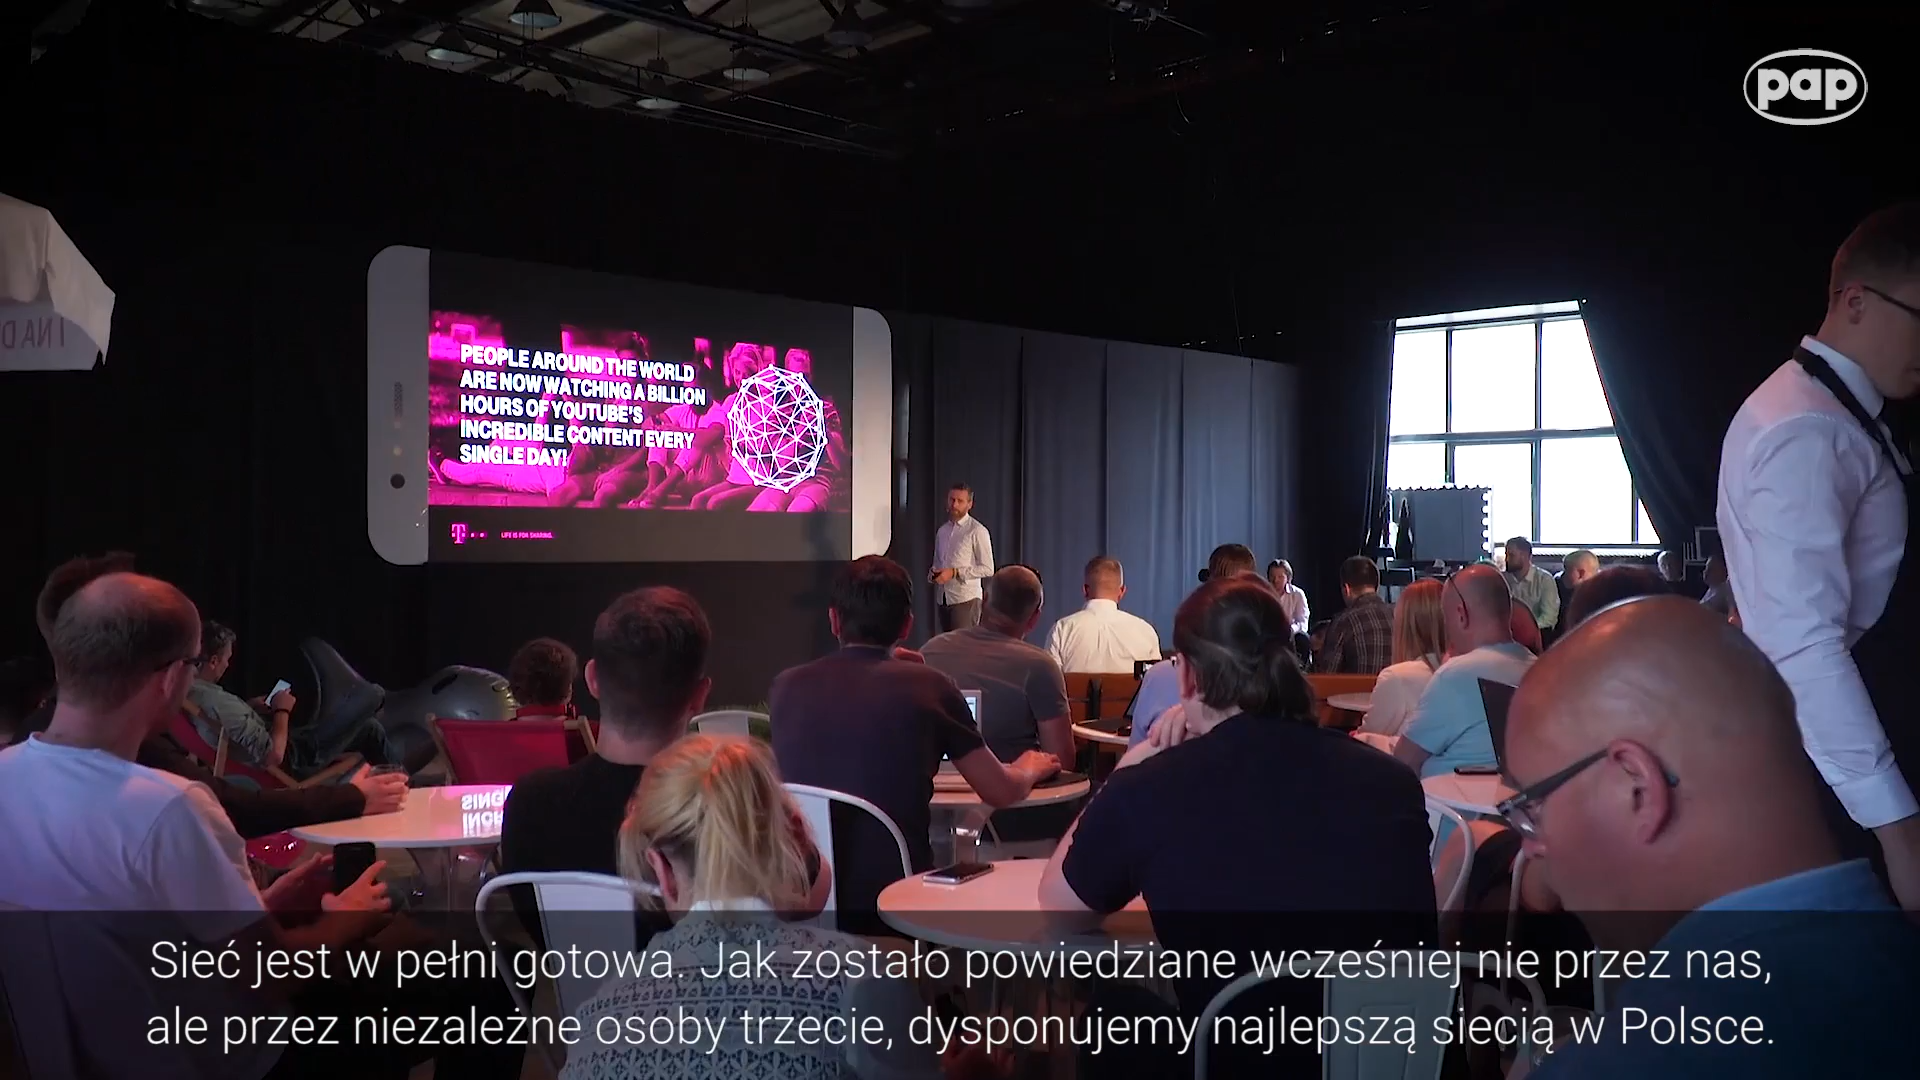 pap
PEOPLE AROUND THE WORLD
ARE NOW WATCHING A BILLION
HOURS OF YOUTUBE'S
INCREDIBLE CONTENT EVERY
SINGLE DAY!
T
LIFE IS FOR SHARING.
Sieć jest w pełni gotowa. Jak zostało powiedziane wcześniej nie przez nas,
ale przez niezależne osoby trzecie, dysponujemy najlepszą siecią w Polsce.